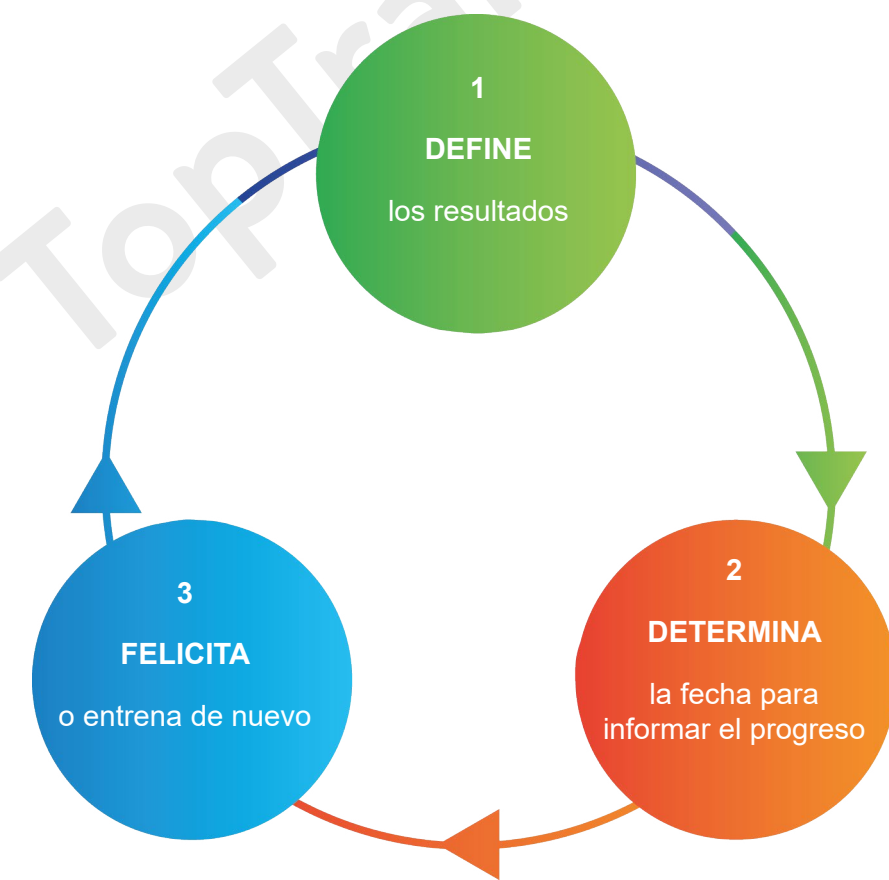 1
DEFINE
los resultados
2
DETERMINA
la fecha para
informar el progreso
3
FELICITA
o entrena de nuevo